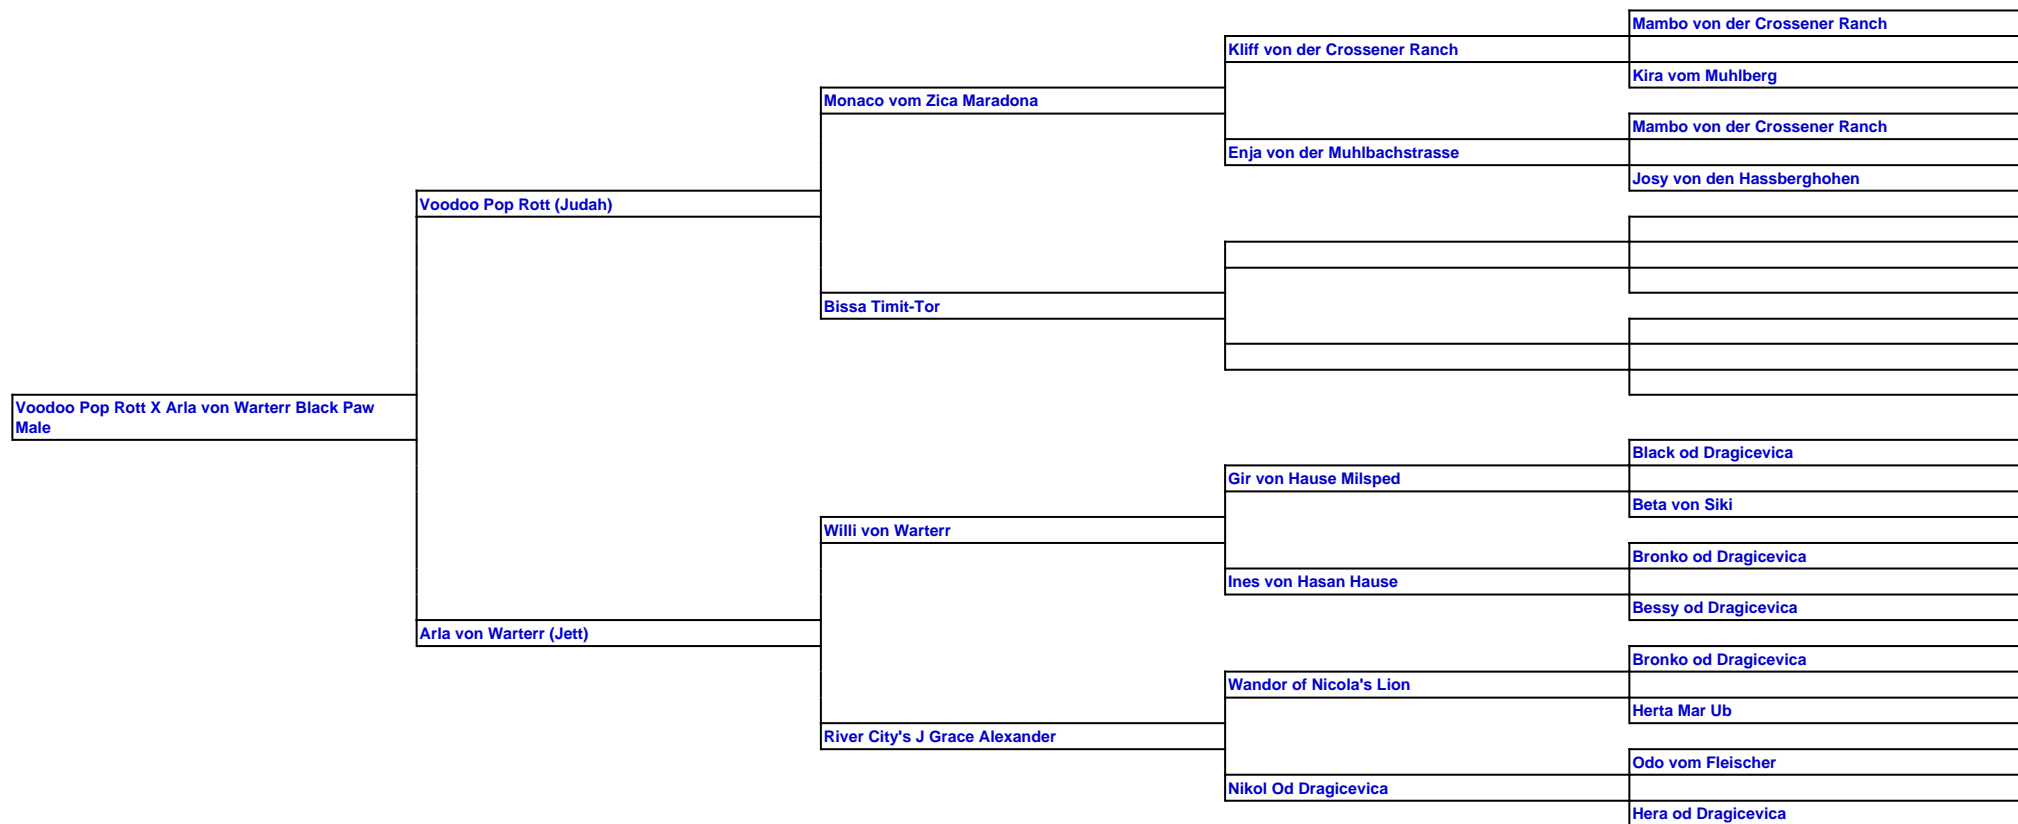 Mambo von der Crossener Ranch
Kliff von der Crossener Ranch
Kira vom Muhlberg
Monaco vom Zica Maradona
Mambo von der Crossener Ranch
Enja von der Muhlbachstrasse
Josy von den Hassberghohen
Voodoo Pop Rott (Judah)
Bissa Timit-Tor
Voodoo Pop Rott X Arla von Warterr Black Paw
Male
Black od Dragicevica
Gir von Hause Milsped
Beta von Siki
Willi von Warterr
Bronko od Dragicevica
Ines von Hasan Hause
Bessy od Dragicevica
Arla von Warterr (Jett)
Bronko od Dragicevica
Wandor of Nicola's Lion
Herta Mar Ub
River City's J Grace Alexander
Odo vom Fleischer
Nikol Od Dragicevica
Hera od Dragicevica